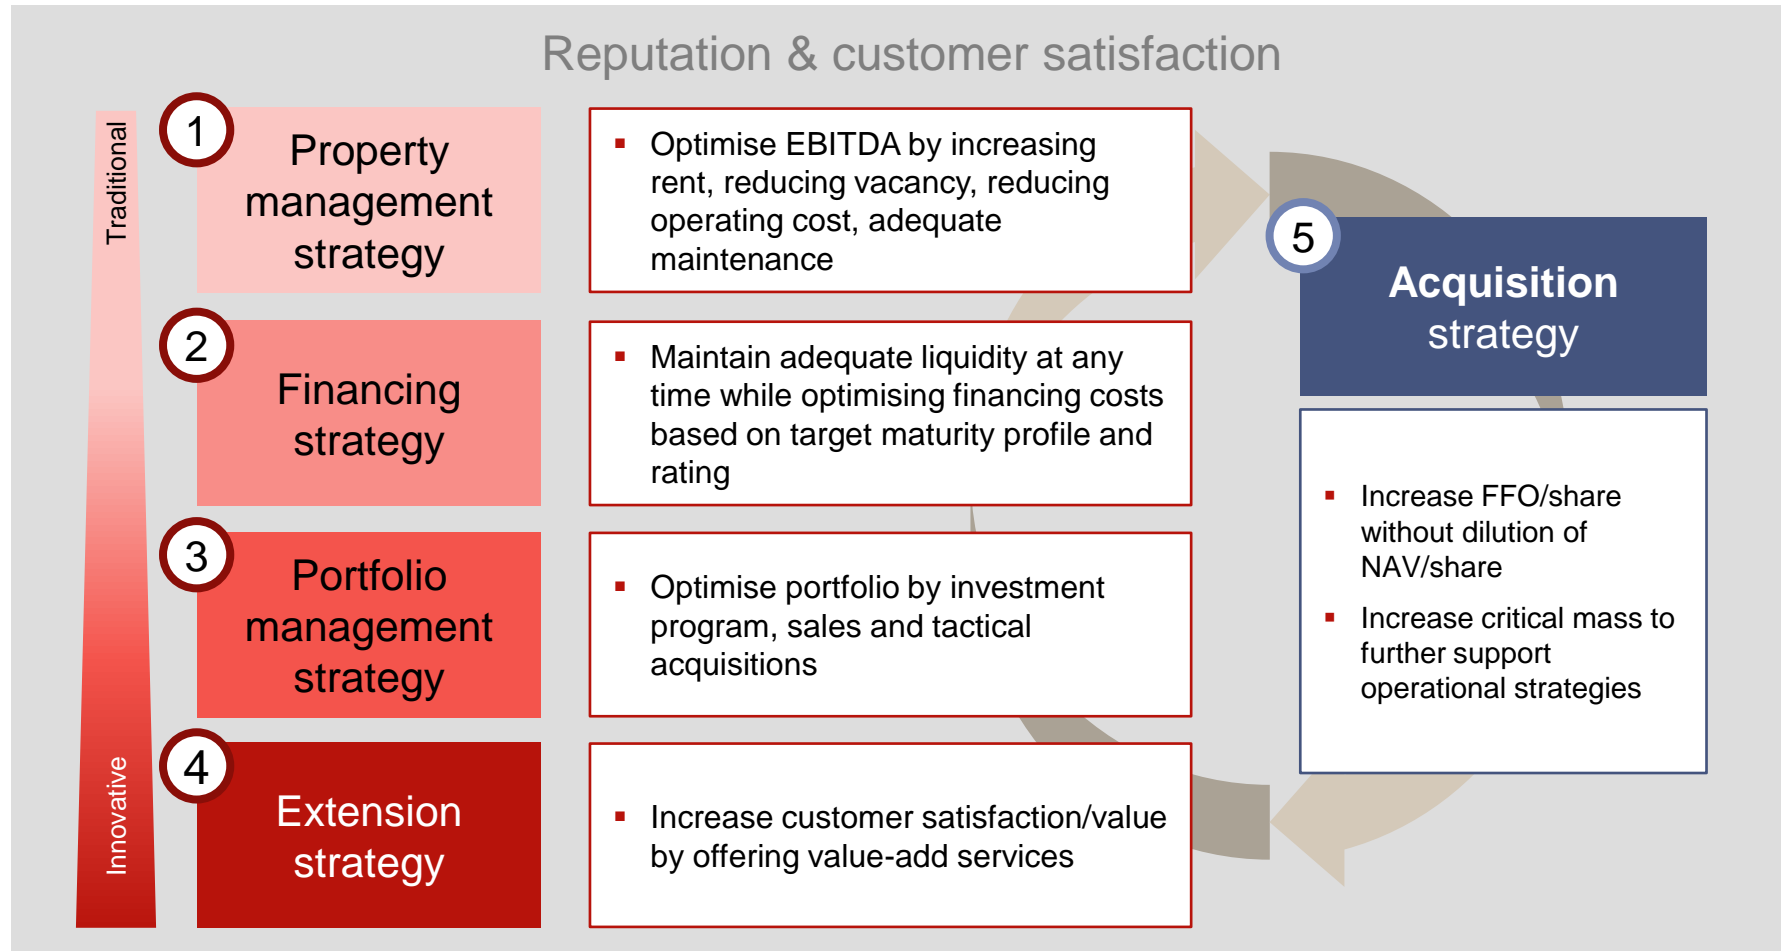 Reputation & customer satisfaction
Traditional
1
Property
management
strategy
▪ Optimise EBITDA by increasing
rent, reducing vacancy, reducing
operating cost, adequate
maintenance
2
Financing
strategy
▪ Maintain adequate liquidity at any
time while optimising financing costs
based on target maturity profile and
rating
3
Portfolio
management
strategy
▪ Optimise portfolio by investment
program, sales and tactical
acquisitions
Innovative
4
Extension
strategy
▪ Increase customer satisfaction/value
by offering value-add services
5
Acquisition
strategy
▪ Increase FFO/share
without dilution of
NAV/share
▪ Increase critical mass to
further support
operational strategies